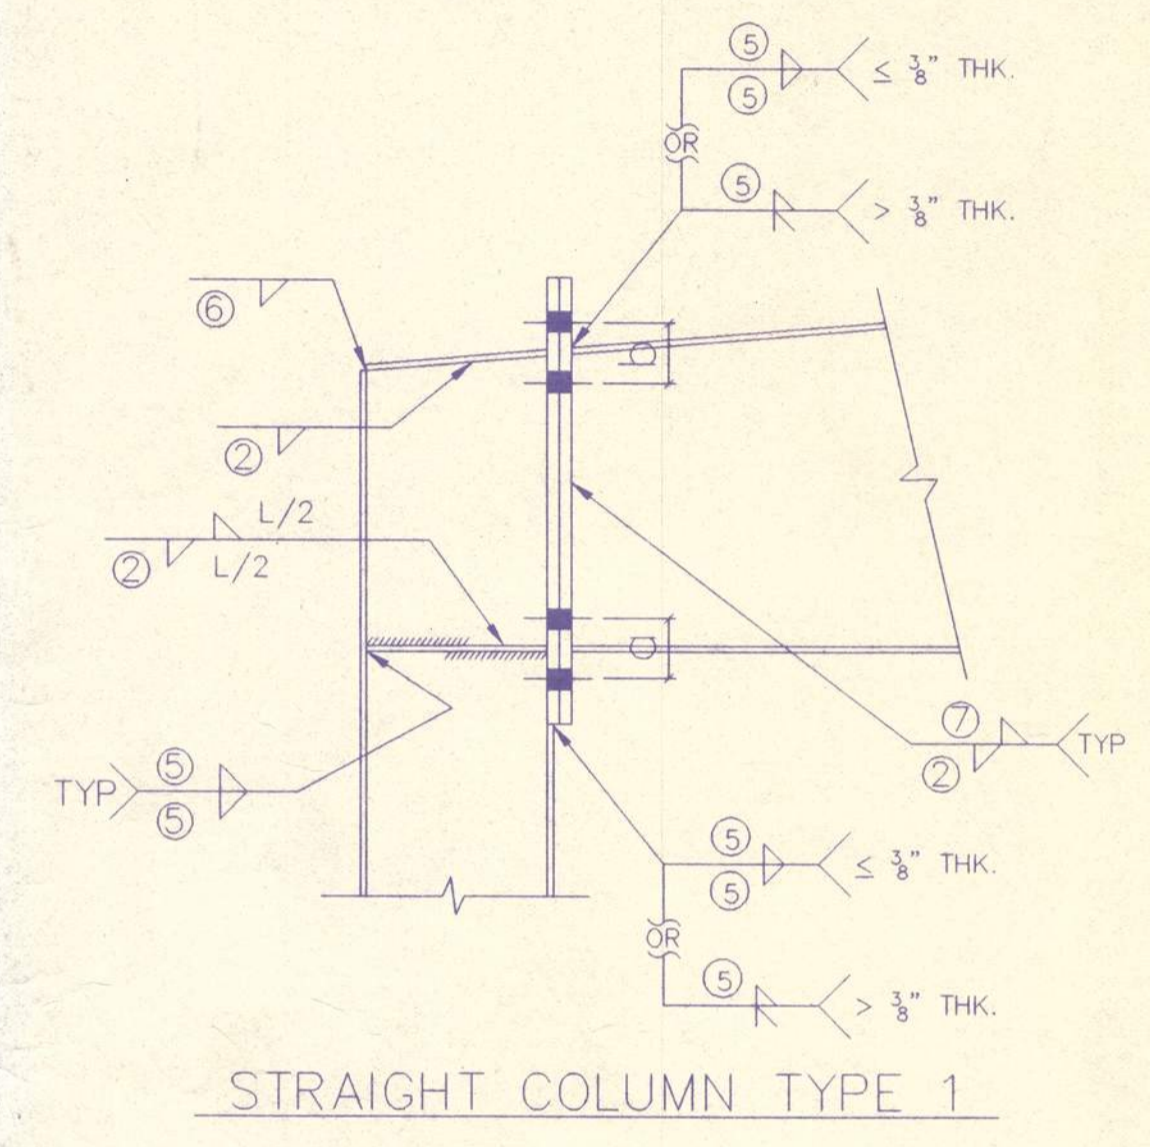 5
5
≤ 3/8" THK.
OR
5
> 3/8" THK.
6
2
L/2
2
L/2
7
2
TYP
TYP
5
5
5
5
≤ 3/8" THK.
OR
5
> 3/8" THK.
STRAIGHT COLUMN TYPE 1